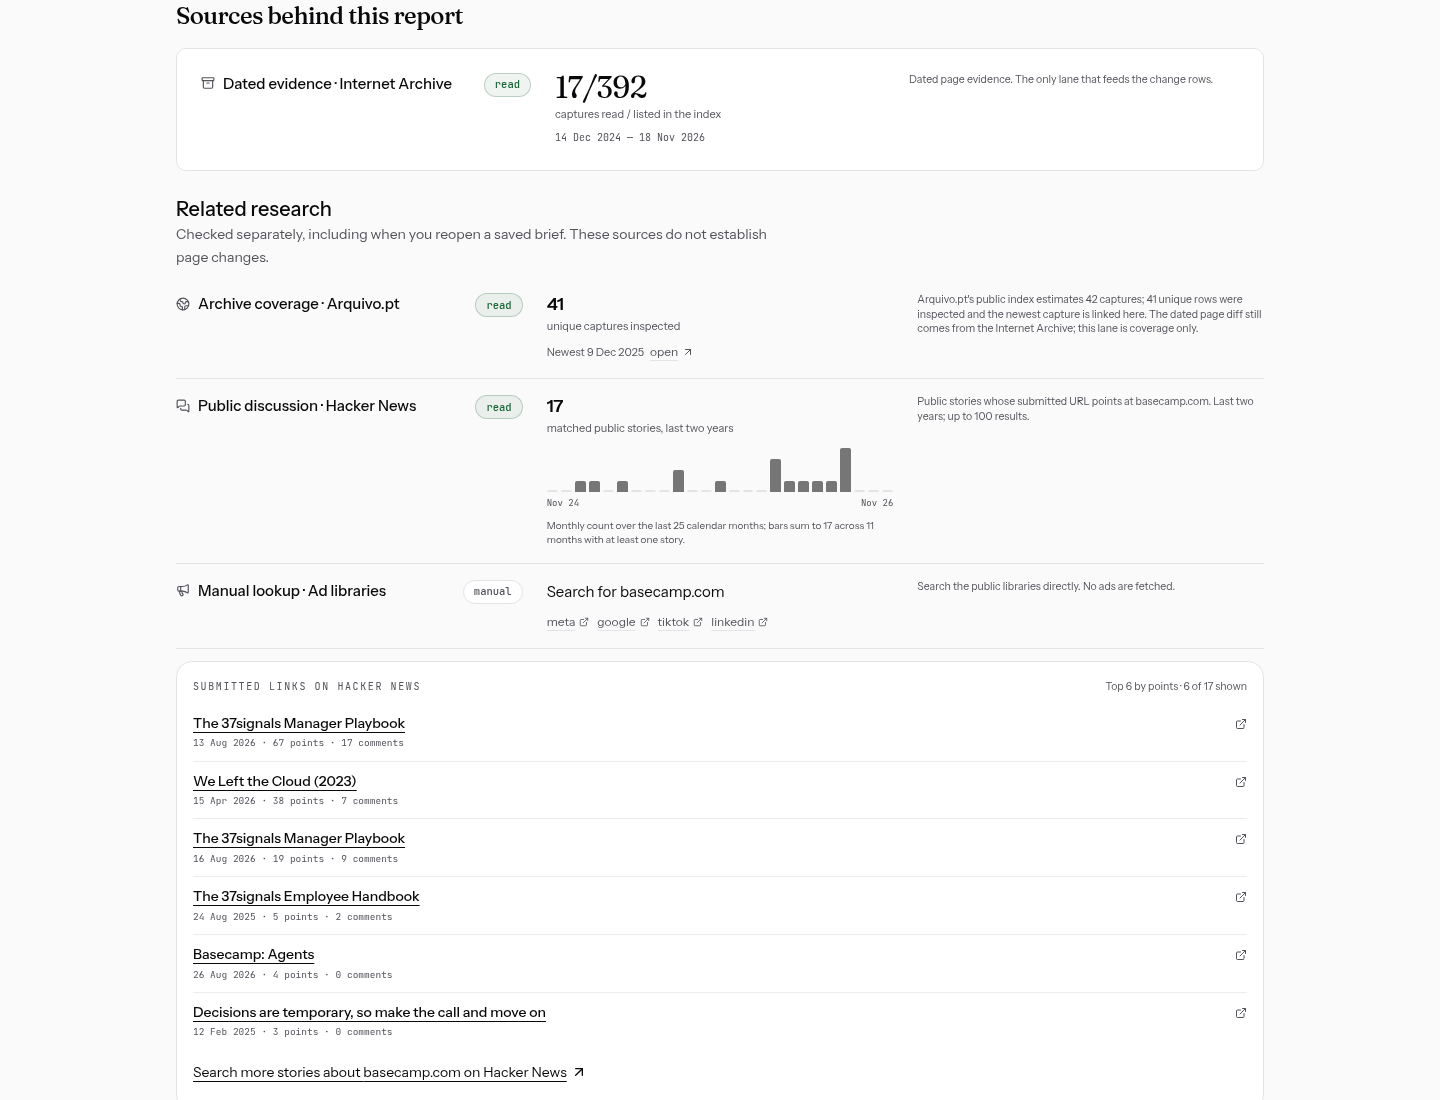 Sources behind this report
Dated evidence · Internet Archive
read
17/392
captures read / listed in the index
14 Dec 2024 — 18 Nov 2026
Dated page evidence. The only lane that feeds the change rows.
Related research
Checked separately, including when you reopen a saved brief. These sources do not establish
page changes.
Archive coverage · Arquivo.pt
read
41
unique captures inspected
Newest 9 Dec 2025 open
Arquivo.pt's public index estimates 42 captures; 41 unique rows were
inspected and the newest capture is linked here. The dated page diff still
comes from the Internet Archive; this lane is coverage only.
Public discussion · Hacker News
read
17
matched public stories, last two years
Nov 24
Nov 26
Monthly count over the last 25 calendar months; bars sum to 17 across 11
months with at least one story.
Public stories whose submitted URL points at basecamp.com. Last two
years; up to 100 results.
Manual lookup · Ad libraries
manual
Search for basecamp.com
meta google tiktok linkedin
Search the public libraries directly. No ads are fetched.
SUBMITTED LINKS ON HACKER NEWS
Top 6 by points · 6 of 17 shown
The 37signals Manager Playbook
13 Aug 2026 · 67 points · 17 comments
We Left the Cloud (2023)
15 Apr 2026 · 38 points · 7 comments
The 37signals Manager Playbook
16 Aug 2026 · 19 points · 9 comments
The 37signals Employee Handbook
24 Aug 2025 · 5 points · 2 comments
Basecamp: Agents
26 Aug 2026 · 4 points · 0 comments
Decisions are temporary, so make the call and move on
12 Feb 2025 · 3 points · 0 comments
Search more stories about basecamp.com on Hacker News